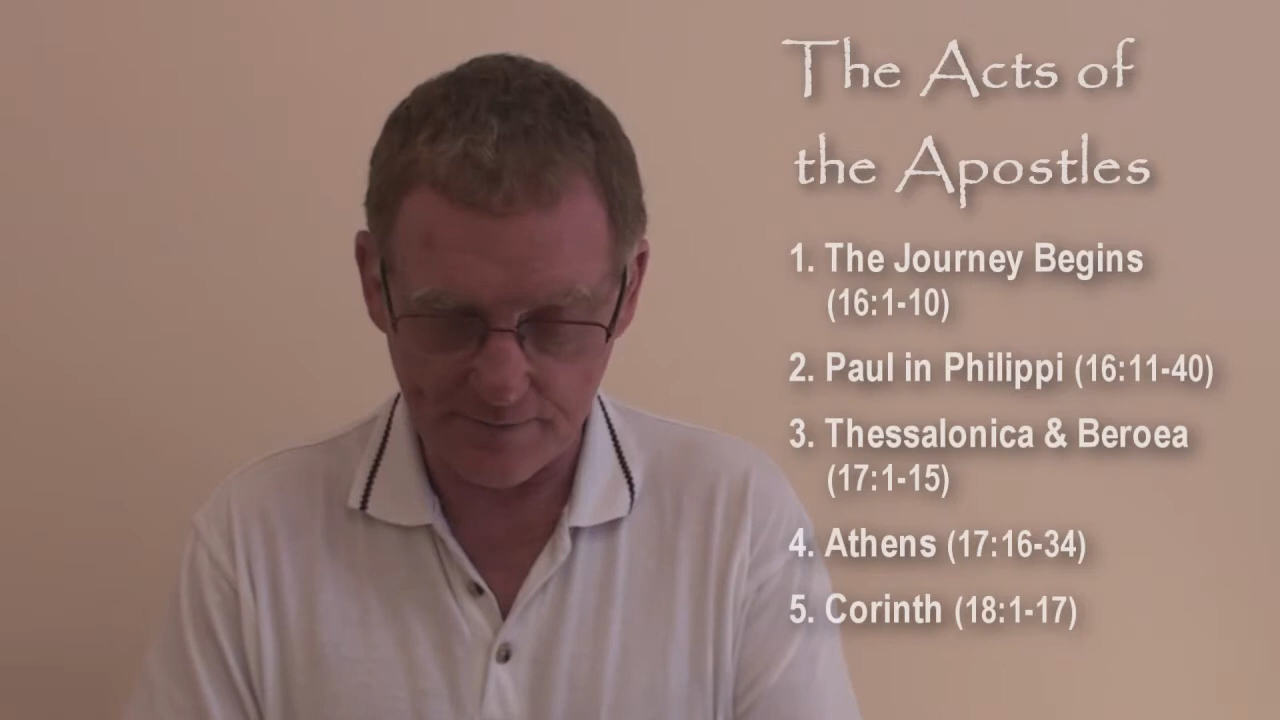 The Acts of
the Apostles
1. The Journey Begins
(16:1-10)
2. Paul in Philippi (16:11-40)
3. Thessalonica & Beroea
(17:1-15)
4. Athens (17:16-34)
5. Corinth (18:1-17)